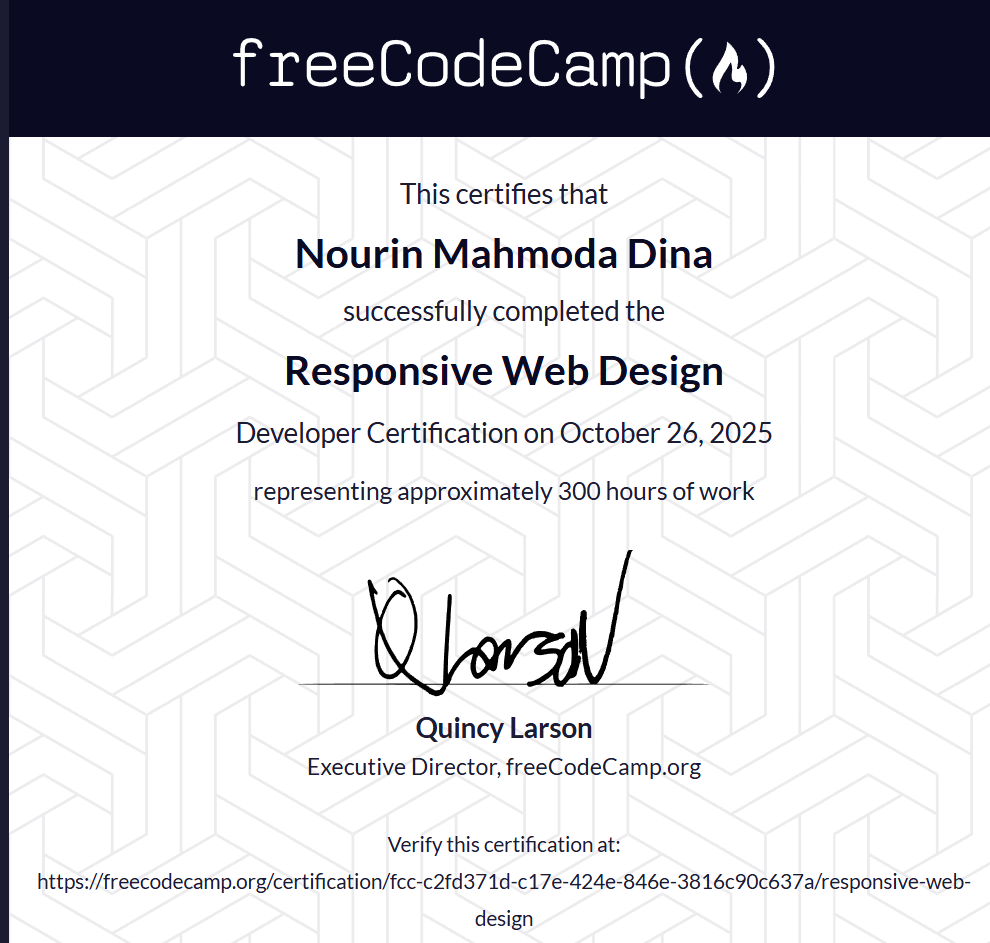 freeCodeCamp(🔥)
This certifies that
Nourin Mahmoda Dina
successfully completed the
Responsive Web Design
Developer Certification on October 26, 2025
representing approximately 300 hours of work
Q Larson
Quincy Larson
Executive Director, freeCodeCamp.org
Verify this certification at:
https://freecodecamp.org/certification/fcc-c2fd371d-c17e-424e-846e-3816c90c637a/responsive-web-
design